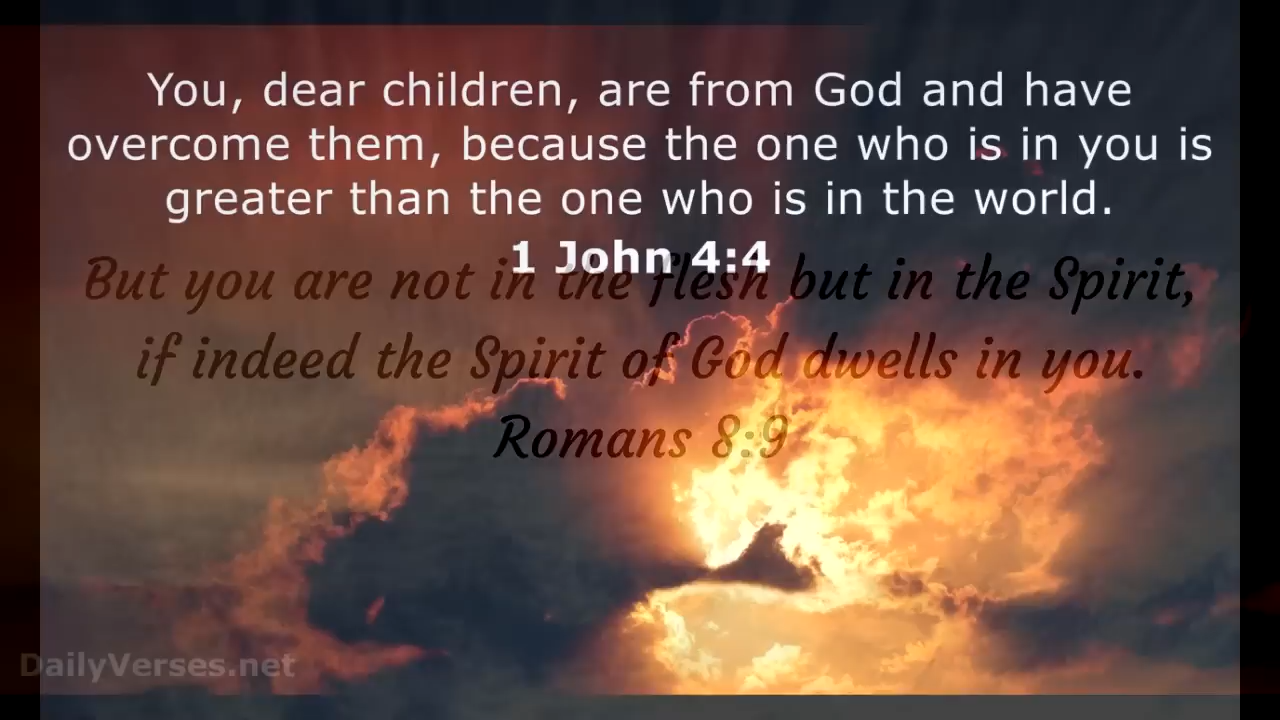 You, dear children, are from God and have
overcome them, because the one who is in you is
greater than the one who is in the world.
1 John 4:4
But you are not in the flesh but in the Spirit,
if indeed the Spirit of God dwells in you.
Romans 8:9
DailyVerses.net